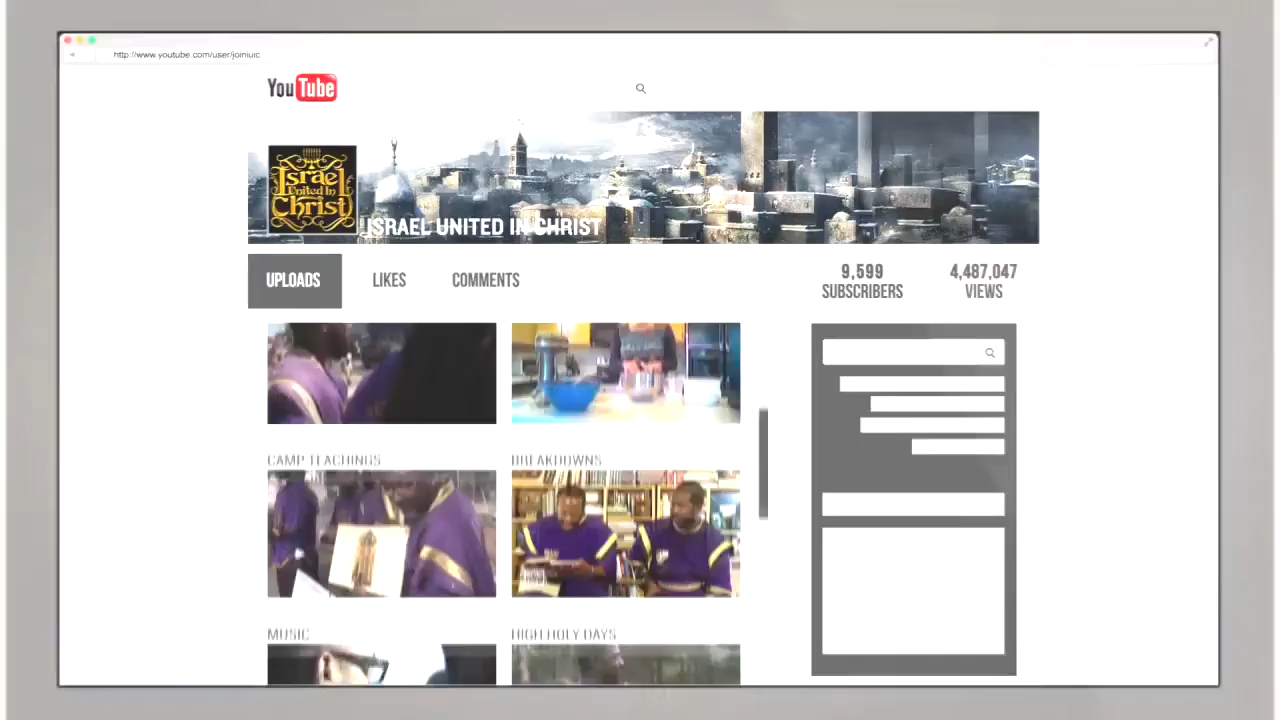 http://www.youtube.com/user/joiniuic
YouTube
Israel
United In
Christ
ISRAEL UNITED IN CHRIST
UPLOADS LIKES COMMENTS
9,599 4,487,047
SUBSCRIBERS VIEWS
CAMP TEACHINGS BREAKDOWNS
MUSIC HIGH HOLY DAYS